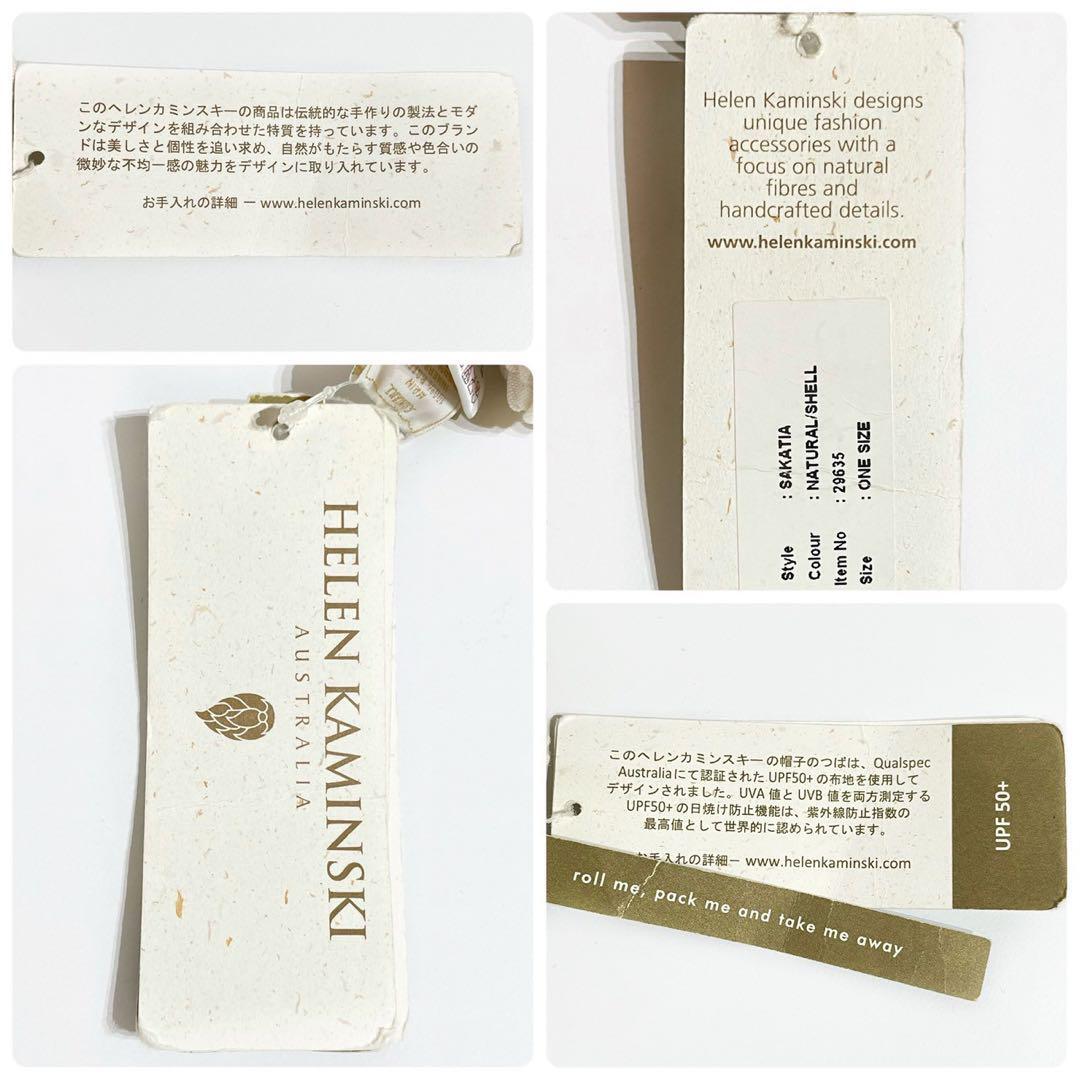 このヘレンカミンスキーの商品は伝統的な手作りの製法とモダ
ンなデザインを組み合わせた特質を持っています。このブラン
ドは美しさと個性を追い求め、自然がもたらす質感や色合いの
微妙な不均一感の魅力をデザインに取り入れています。
お手入れの詳細 ー www.helenkaminski.com
Helen Kaminski designs
unique fashion
accessories with a
focus on natural
fibres and
handcrafted details.
www.helenkaminski.com
Style : SAKATIA
Colour : NATURAL/SHELL
Item No : 29635
Size : ONE SIZE
HELEN KAMINSKI
AUSTRALIA
このヘレンカミンスキーの帽子のつばは、Qualspec
Australiaにて認証されたUPF50+の布地を使用して
デザインされました。UVA値とUVB値を両方測定する
UPF50+の日焼け防止機能は、紫外線防止指数の
最高値として世界的に認められています。
お手入れの詳細ー www.helenkaminski.com
UPF 50+
roll me, pack me and take me away